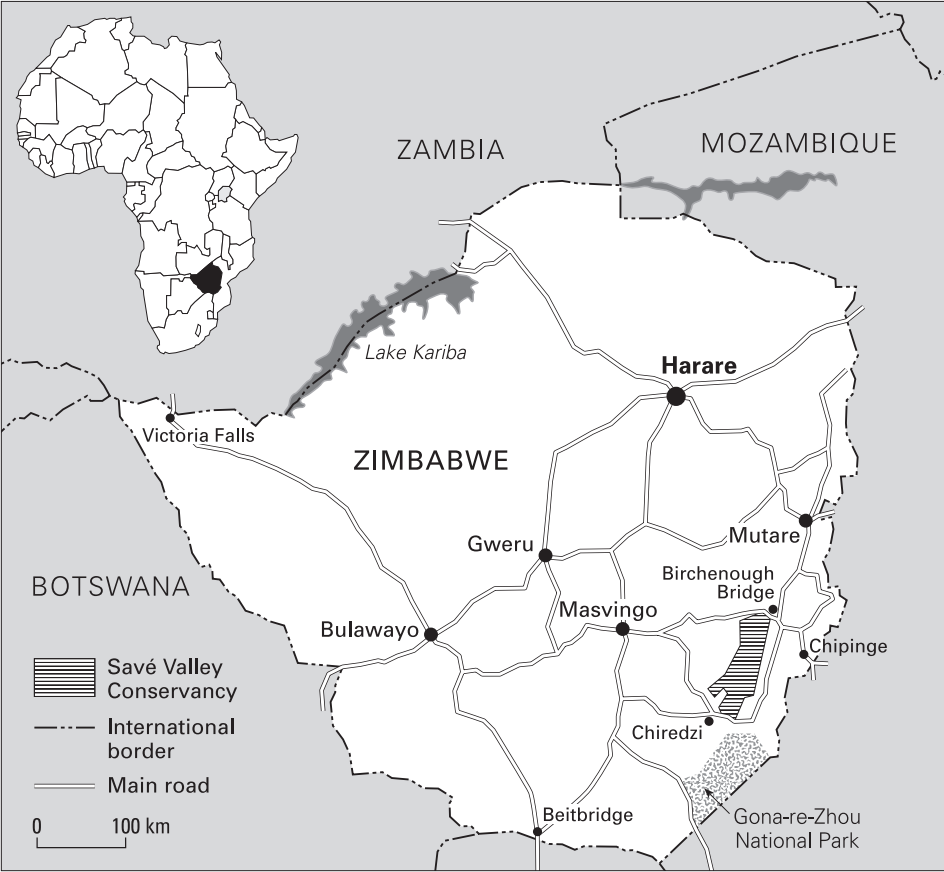 ZAMBIA
MOZAMBIQUE
Lake Kariba
Harare
Victoria Falls
ZIMBABWE
Mutare
Gweru
Birchenough
Bridge
BOTSWANA
Masvingo
Bulawayo
Chipinge
Savé Valley
Conservancy
International
border
Chiredzi
Main road
0 100 km
Beitbridge
Gona-re-Zhou
National Park